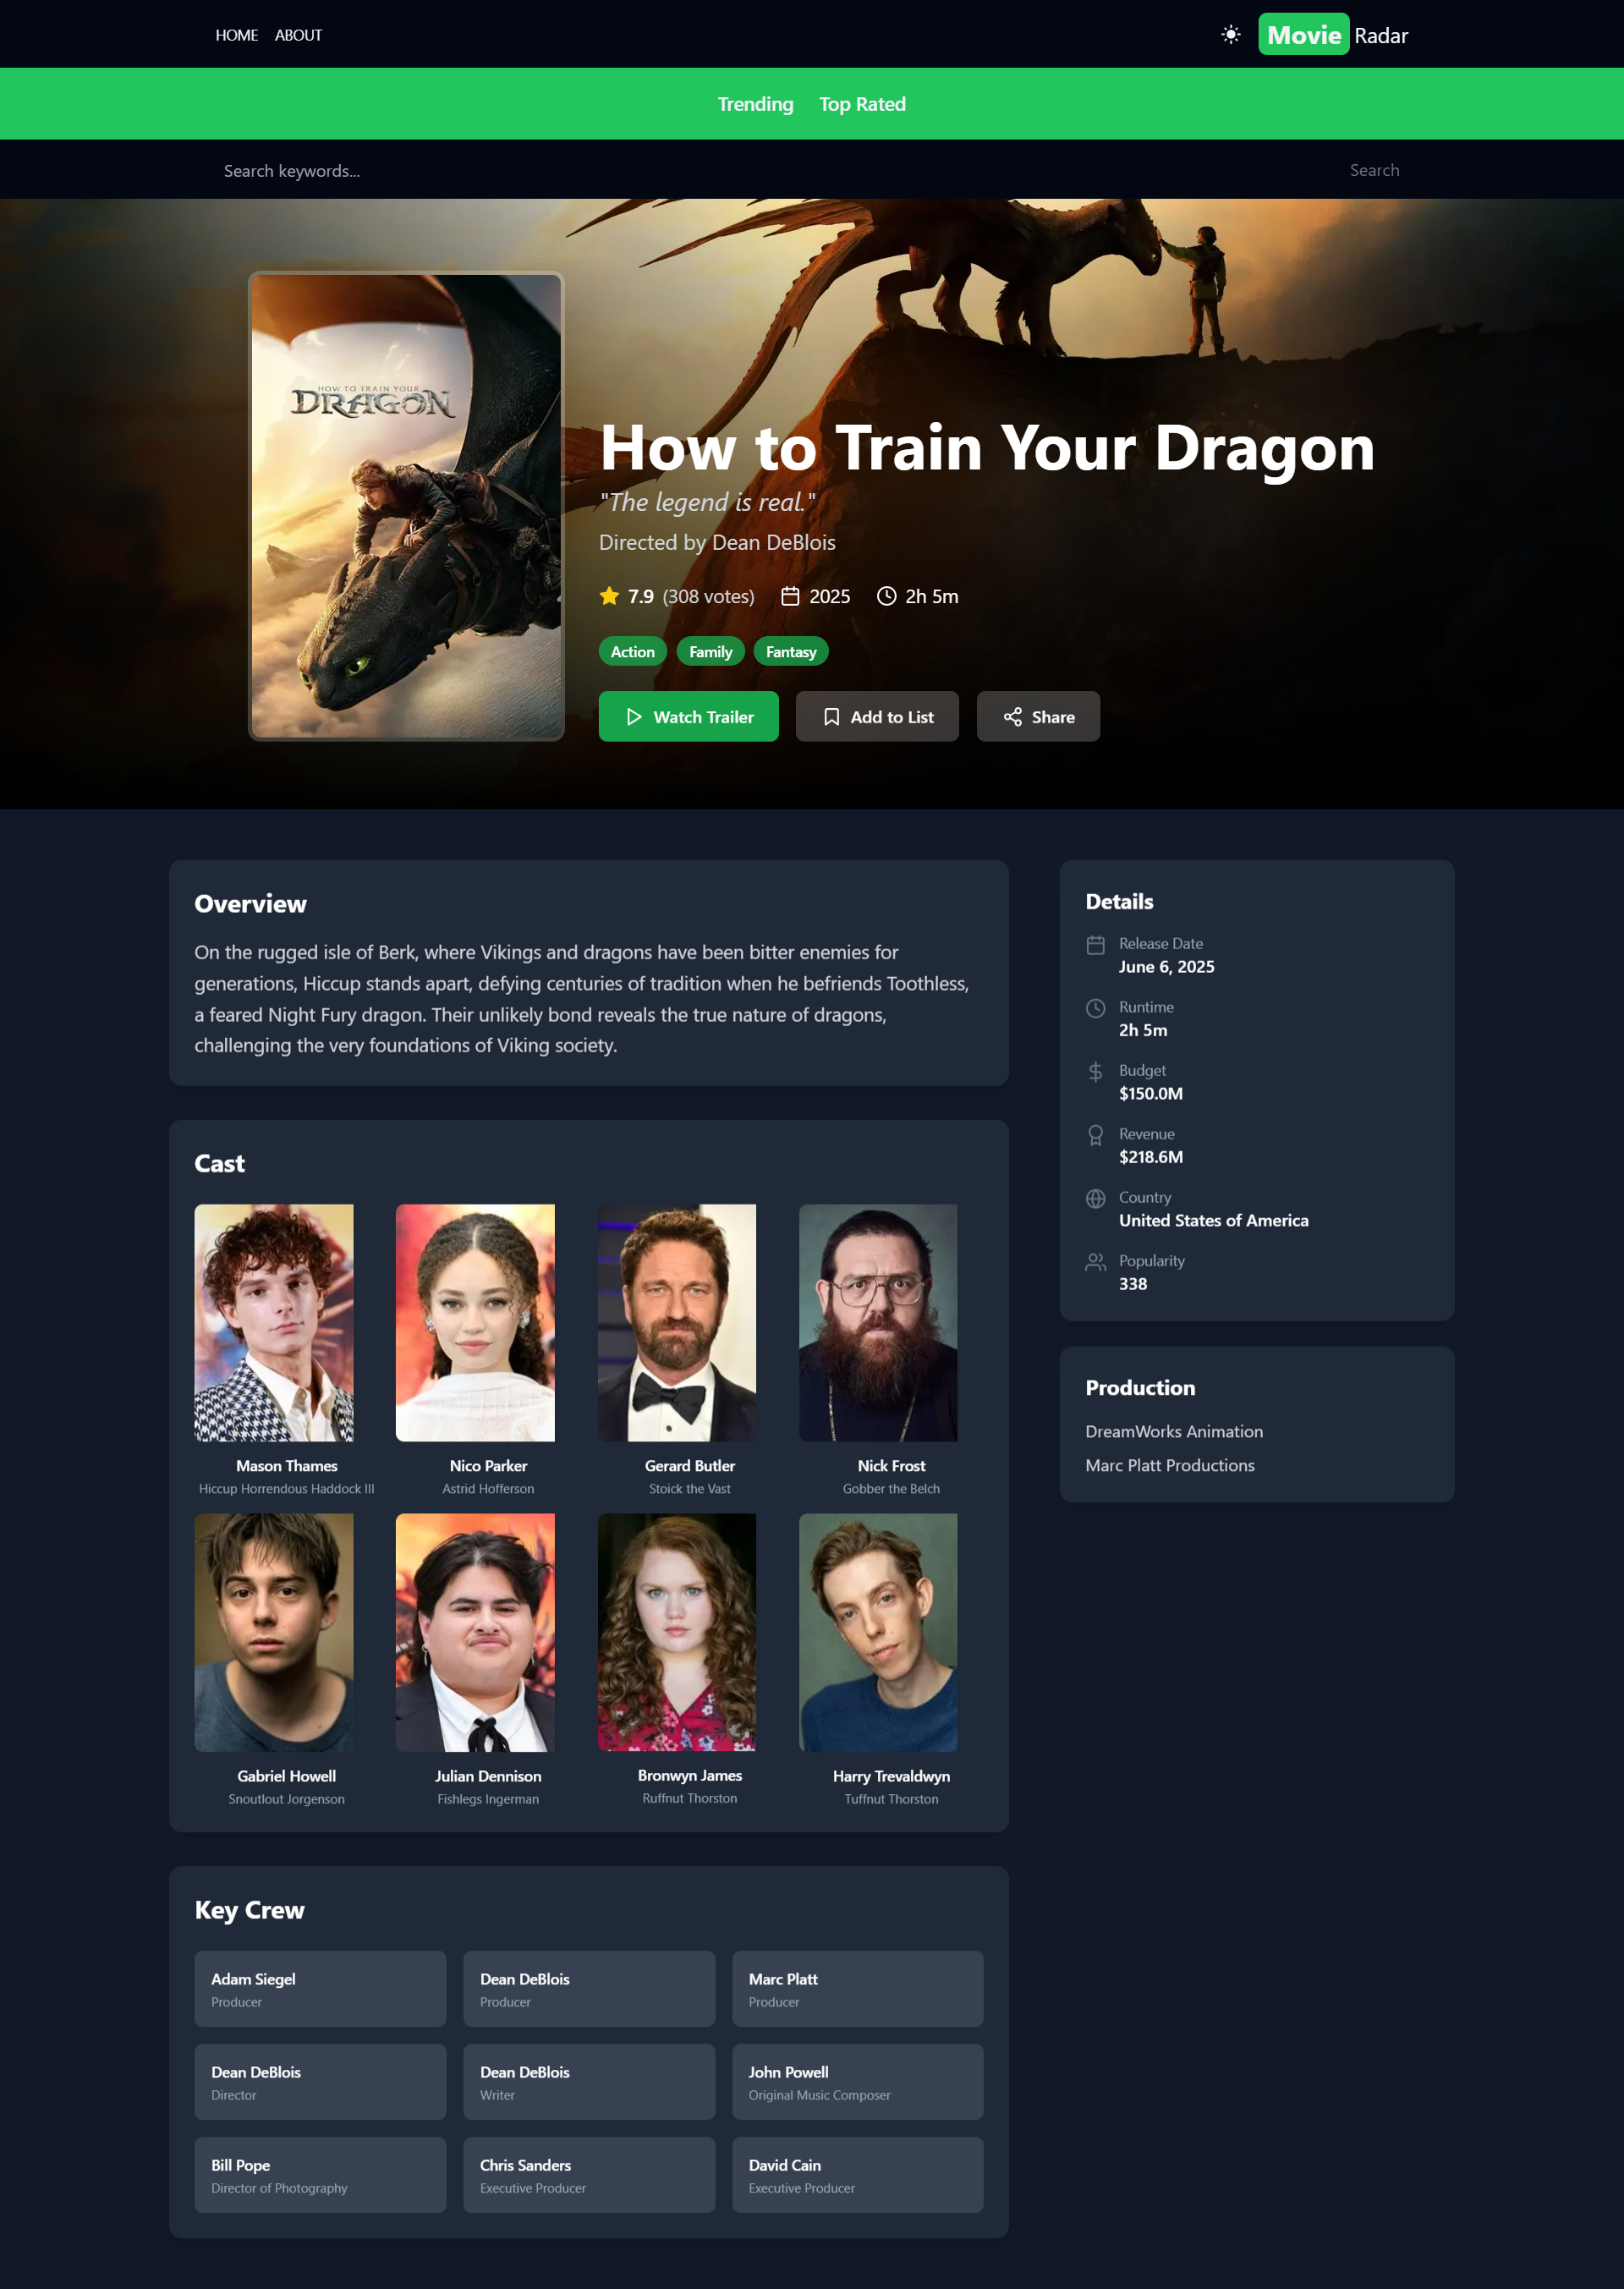 HOME ABOUT
Movie Radar
Trending Top Rated
Search keywords...
Search
HOW TO TRAIN YOUR
DRAGON
How to Train Your Dragon
"The legend is real."
Directed by Dean DeBlois
7.9 (308 votes) 2025 2h 5m
Action Family Fantasy
Watch Trailer Add to List Share
Overview
On the rugged isle of Berk, where Vikings and dragons have been bitter enemies for
generations, Hiccup stands apart, defying centuries of tradition when he befriends Toothless,
a feared Night Fury dragon. Their unlikely bond reveals the true nature of dragons,
challenging the very foundations of Viking society.
Cast
Mason Thames
Hiccup Horrendous Haddock III
Nico Parker
Astrid Hofferson
Gerard Butler
Stoick the Vast
Nick Frost
Gobber the Belch
Gabriel Howell
Snoutlout Jorgenson
Julian Dennison
Fishlegs Ingerman
Bronwyn James
Ruffnut Thorston
Harry Trevaldwyn
Tuffnut Thorston
Key Crew
Adam Siegel
Producer
Dean DeBlois
Producer
Marc Platt
Producer
Dean DeBlois
Director
Dean DeBlois
Writer
John Powell
Original Music Composer
Bill Pope
Director of Photography
Chris Sanders
Executive Producer
David Cain
Executive Producer
Details
Release Date
June 6, 2025
Runtime
2h 5m
Budget
$150.0M
Revenue
$218.6M
Country
United States of America
Popularity
338
Production
DreamWorks Animation
Marc Platt Productions